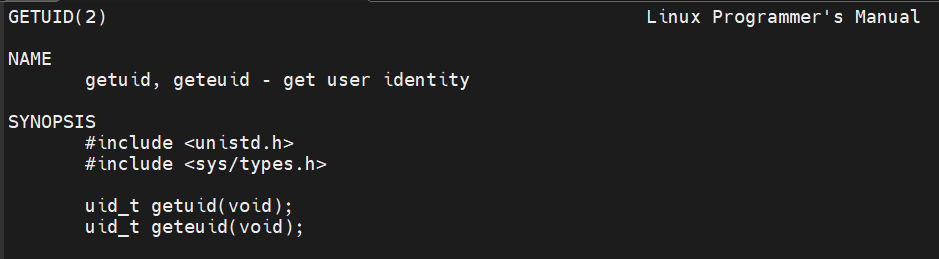 GETUID(2) Linux Programmer's Manual
NAME
getuid, geteuid - get user identity
SYNOPSIS
#include <unistd.h>
#include <sys/types.h>
uid_t getuid(void);
uid_t geteuid(void);